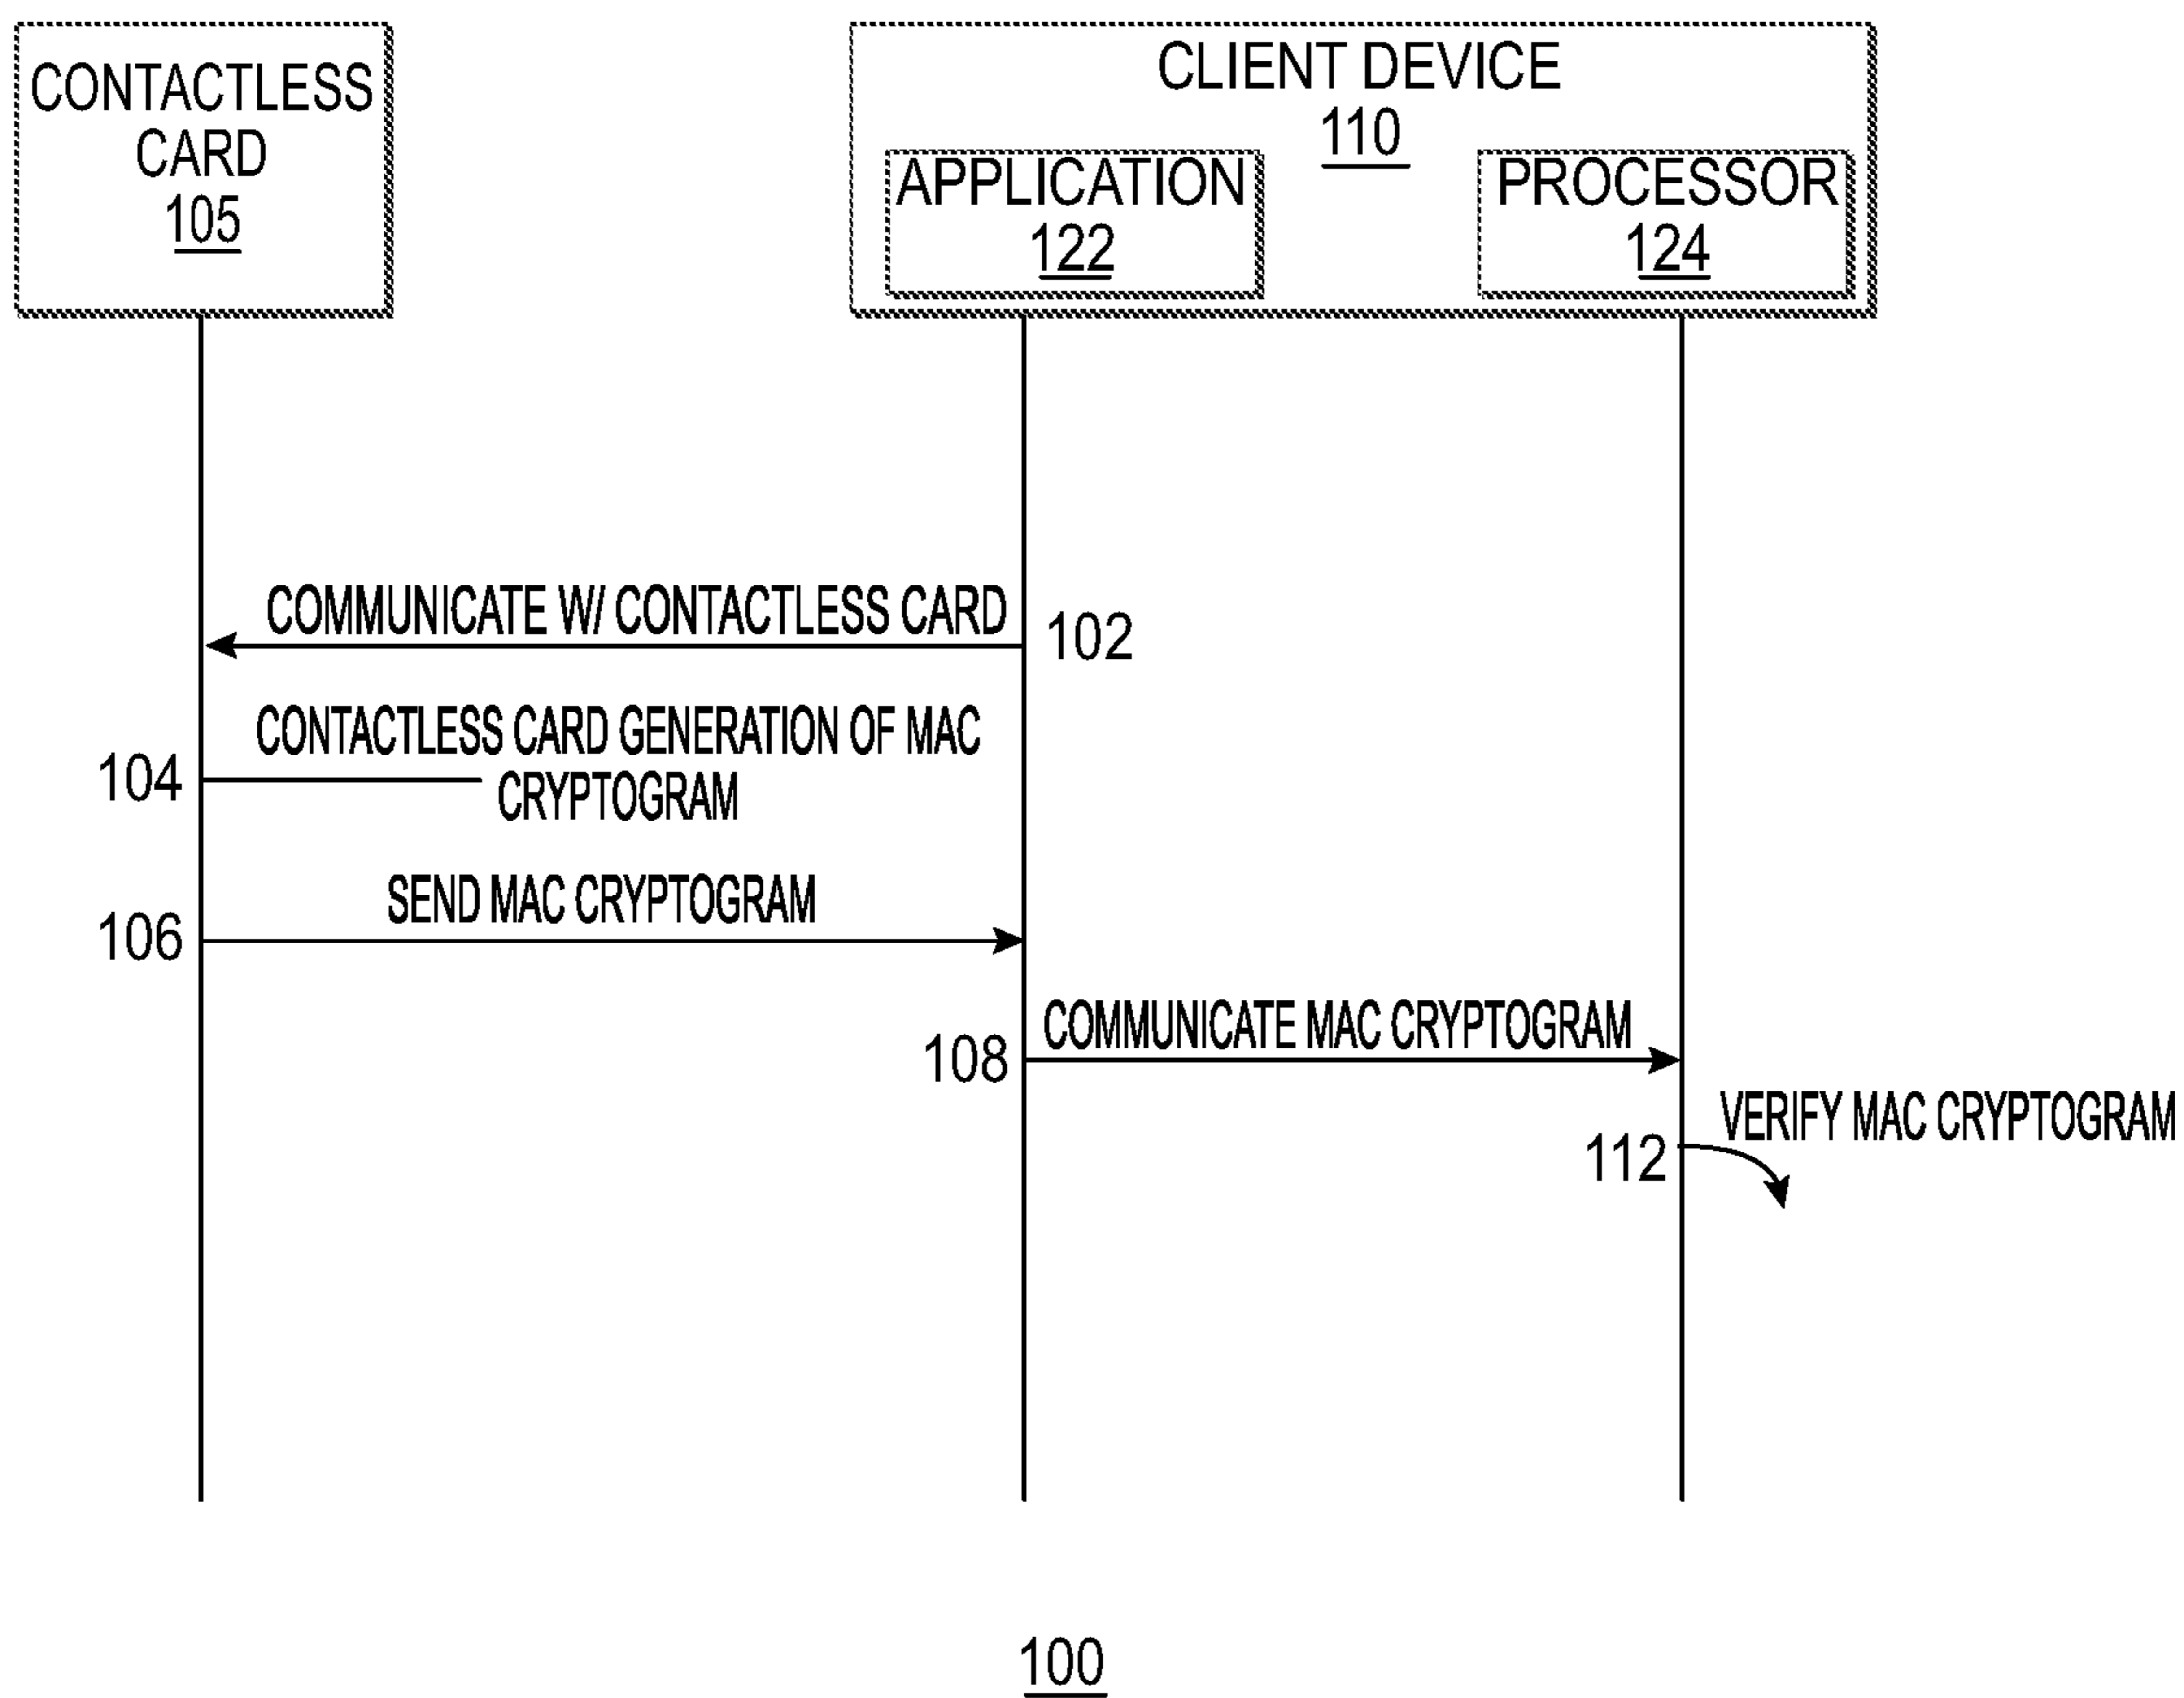 CONTACTLESS
CARD
105
CLIENT DEVICE
110
APPLICATION
122
PROCESSOR
124
COMMUNICATE W/ CONTACTLESS CARD
102
CONTACTLESS CARD GENERATION OF MAC
CRYPTOGRAM
104
SEND MAC CRYPTOGRAM
106
COMMUNICATE MAC CRYPTOGRAM
108
VERIFY MAC CRYPTOGRAM
112
100